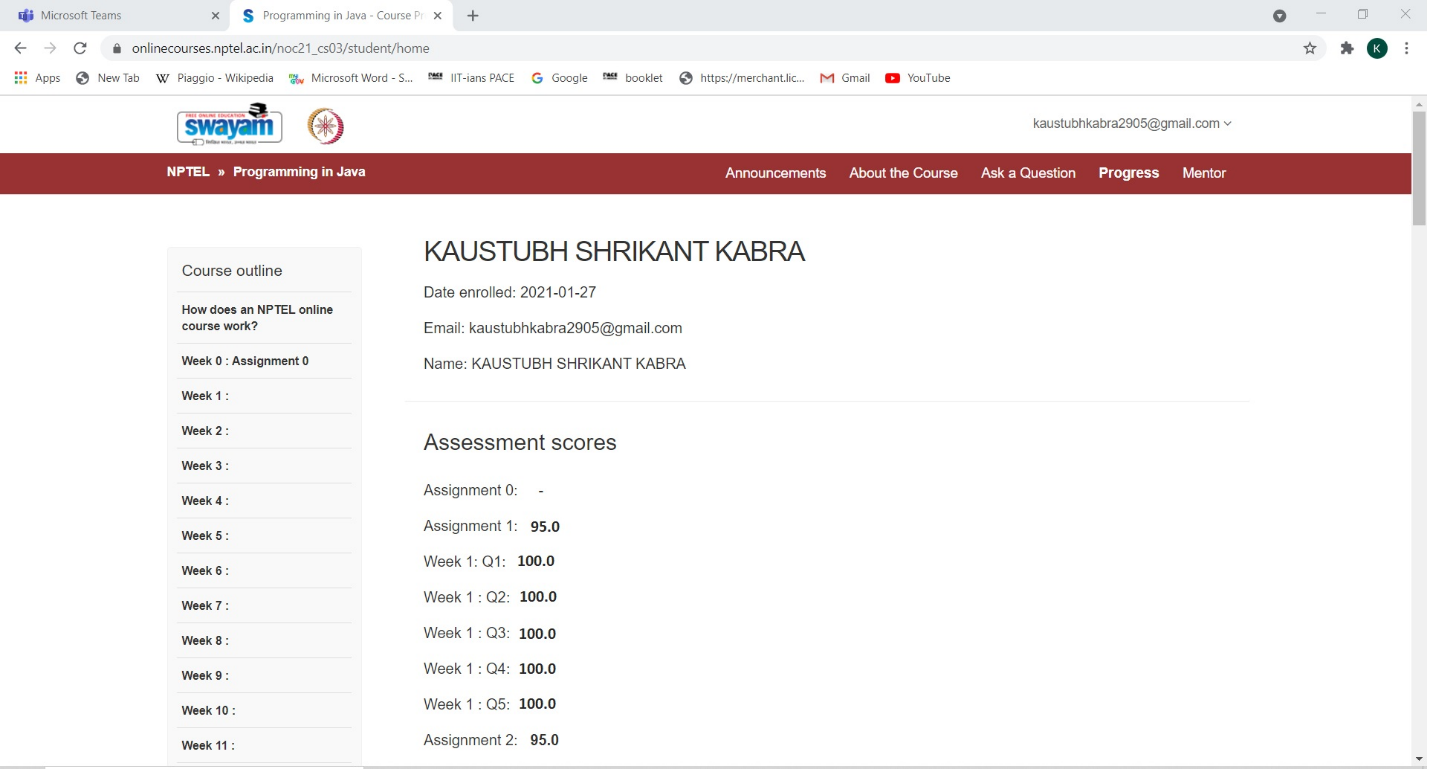 Microsoft Teams
Programming in Java - Course Pr
onlinecourses.nptel.ac.in/noc21_cs03/student/home
K
Apps
New Tab
W Piaggio - Wikipedia
Microsoft Word - S...
PACE IIT-ians PACE
G Google
PACE booklet
https://merchant.lic...
Gmail
YouTube
FREE ONLINE EDUCATION
swayam
kaustubhkabra2905@gmail.com
NPTEL » Programming in Java
Announcements
About the Course
Ask a Question
Progress
Mentor
Course outline
How does an NPTEL online
course work?
Week 0 : Assignment 0
Week 1 :
Week 2 :
Week 3 :
Week 4 :
Week 5 :
Week 6 :
Week 7 :
Week 8 :
Week 9 :
Week 10 :
Week 11 :
KAUSTUBH SHRIKANT KABRA
Date enrolled: 2021-01-27
Email: kaustubhkabra2905@gmail.com
Name: KAUSTUBH SHRIKANT KABRA
Assessment scores
Assignment 0: -
Assignment 1: 95.0
Week 1: Q1: 100.0
Week 1 : Q2: 100.0
Week 1 : Q3: 100.0
Week 1 : Q4: 100.0
Week 1 : Q5: 100.0
Assignment 2: 95.0